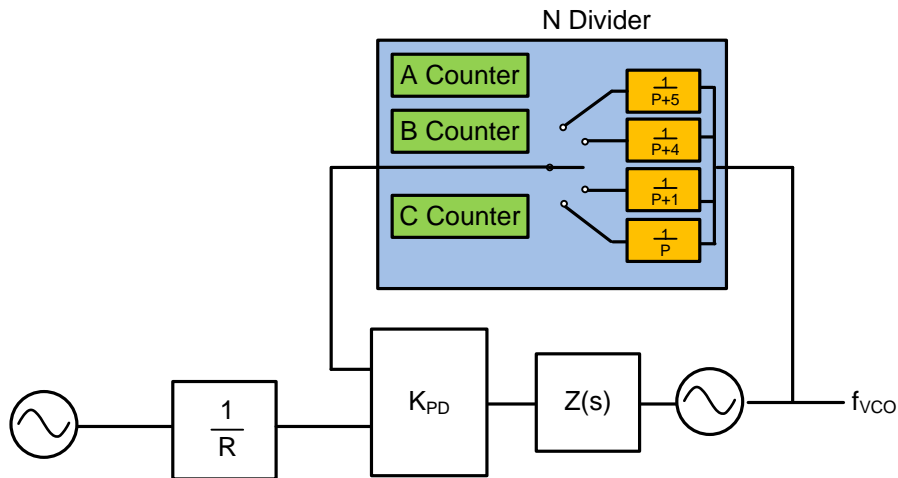 N Divider
A Counter
B Counter
C Counter
1
P+5
1
P+4
1
P+1
1
P
1
R
KPD
Z(s)
fVCO